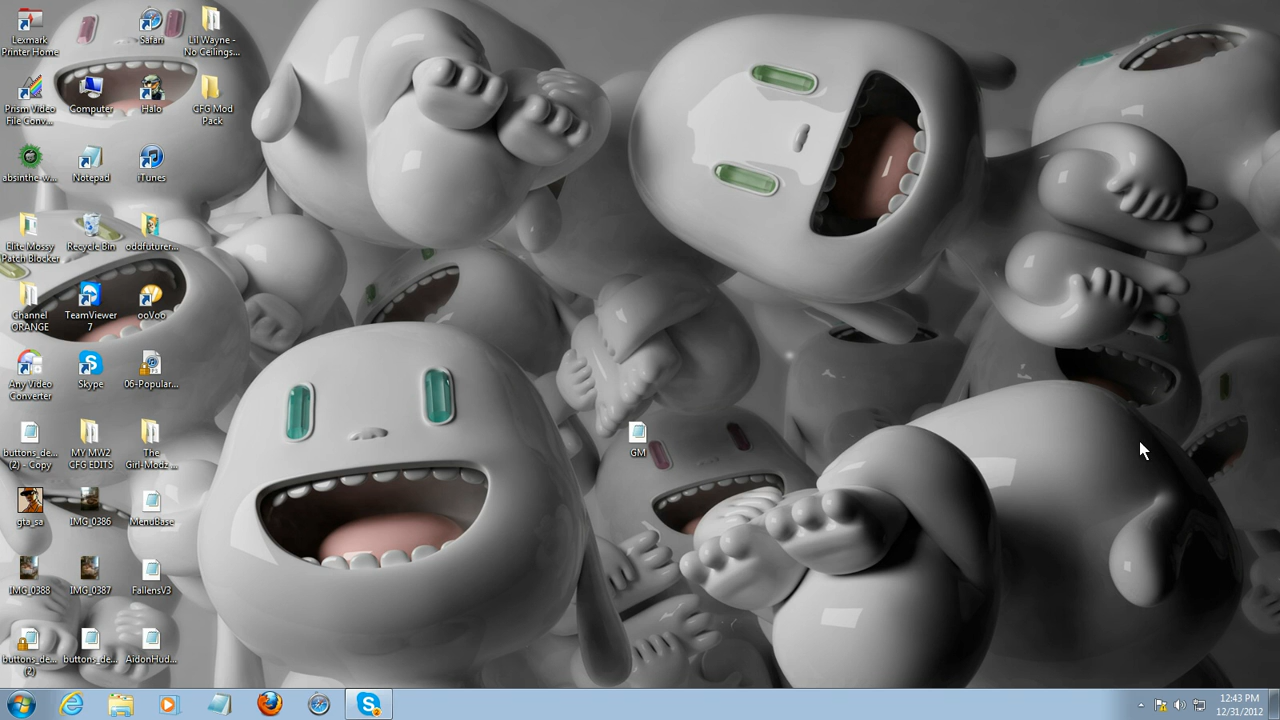 Lexmark
Printer Home
Safari
Lil Wayne -
No Ceilings...
Prism Video
File Conv...
Computer
Halo
CFG Mod
Pack
absinthe-w...
Notepad
iTunes
Elite Mossy
Patch Blocker
Recycle Bin
oddfuturer...
Channel
ORANGE
TeamViewer
7
ooVoo
Any Video
Converter
Skype
06-Popular...
buttons_de...
(2) - Copy
MY MW2
CFG EDITS
The
Girl-Modz...
GM
gta_sa
IMG_0386
MenuBase
IMG_0388
IMG_0387
FallensV3
buttons_de...
(2)
buttons_de...
AidonHud...
12:43 PM
12/31/2012